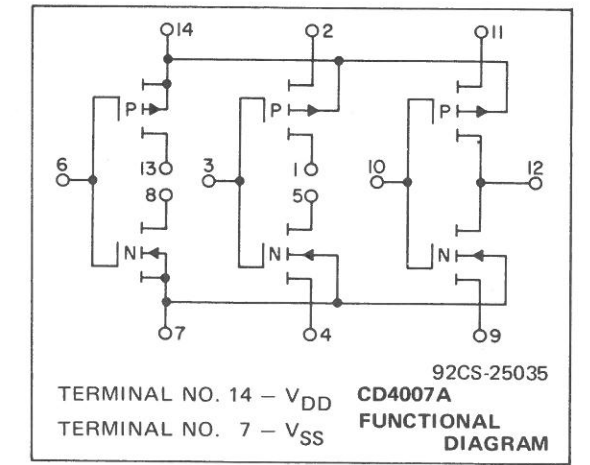 14 2 11
P P P
6 13 3 1 10 12
8 5
N N N
7 4 9
92CS-25035
TERMINAL NO. 14 – VDD CD4007A
TERMINAL NO. 7 – VSS FUNCTIONAL
DIAGRAM